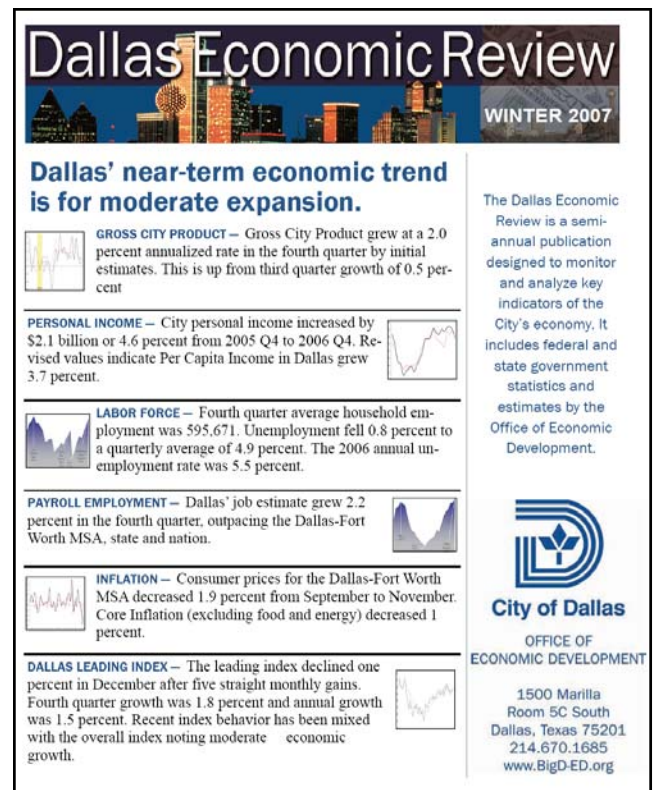 Dallas Economic Review
WINTER 2007
Dallas' near-term economic trend
is for moderate expansion.
GROSS CITY PRODUCT — Gross City Product grew at a 2.0
percent annualized rate in the fourth quarter by initial
estimates. This is up from third quarter growth of 0.5 per-
cent
PERSONAL INCOME — City personal income increased by
$2.1 billion or 4.6 percent from 2005 Q4 to 2006 Q4. Re-
vised values indicate Per Capita Income in Dallas grew
3.7 percent.
LABOR FORCE — Fourth quarter average household em-
ployment was 595,671. Unemployment fell 0.8 percent to
a quarterly average of 4.9 percent. The 2006 annual un-
employment rate was 5.5 percent.
PAYROLL EMPLOYMENT — Dallas' job estimate grew 2.2
percent in the fourth quarter, outpacing the Dallas-Fort
Worth MSA, state and nation.
INFLATION — Consumer prices for the Dallas-Fort Worth
MSA decreased 1.9 percent from September to November.
Core Inflation (excluding food and energy) decreased 1
percent.
DALLAS LEADING INDEX — The leading index declined one
percent in December after five straight monthly gains.
Fourth quarter growth was 1.8 percent and annual growth
was 1.5 percent. Recent index behavior has been mixed
with the overall index noting moderate economic
growth.
The Dallas Economic
Review is a semi-
annual publication
designed to monitor
and analyze key
indicators of the
City's economy. It
includes federal and
state government
statistics and
estimates by the
Office of Economic
Development.
City of Dallas
OFFICE OF
ECONOMIC DEVELOPMENT
1500 Marilla
Room 5C South
Dallas, Texas 75201
214.670.1685
www.BigD-ED.org